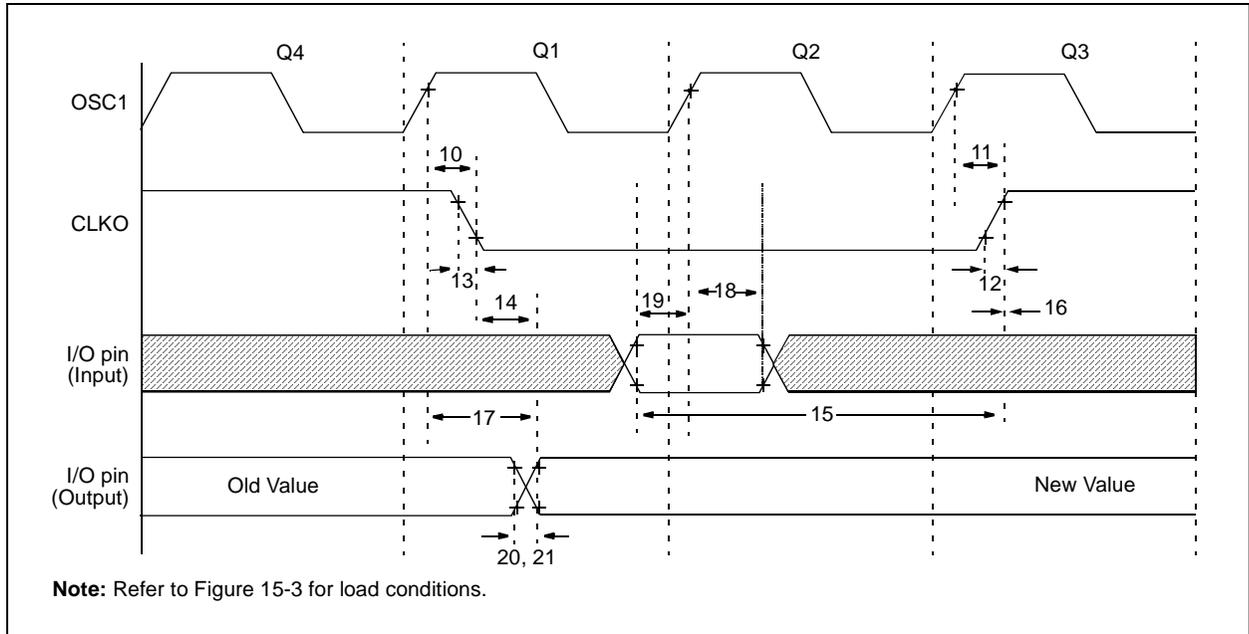 Q4 Q1 Q2 Q3
OSC1
10 11
CLKO
13 12
14 19 18 16
I/O pin
(Input)
17 15
I/O pin
(Output)
Old Value New Value
20, 21
Note: Refer to Figure 15-3 for load conditions.